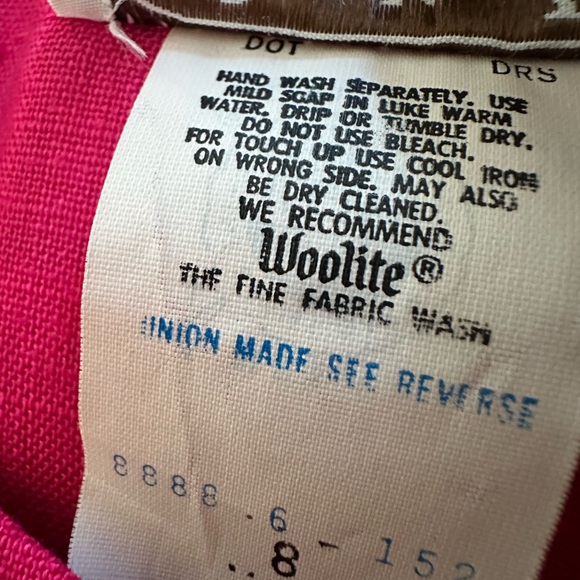 DOT DRS
HAND WASH SEPARATELY. USE
MILD SOAP IN LUKE WARM
WATER. DRIP OR TUMBLE DRY.
DO NOT USE BLEACH.
FOR TOUCH UP USE COOL IRON
ON WRONG SIDE. MAY ALSO
BE DRY CLEANED.
WE RECOMMEND
Woolite®
THE FINE FABRIC WASH
UNION MADE SEE REVERSE
8888 . 6 - 152
8